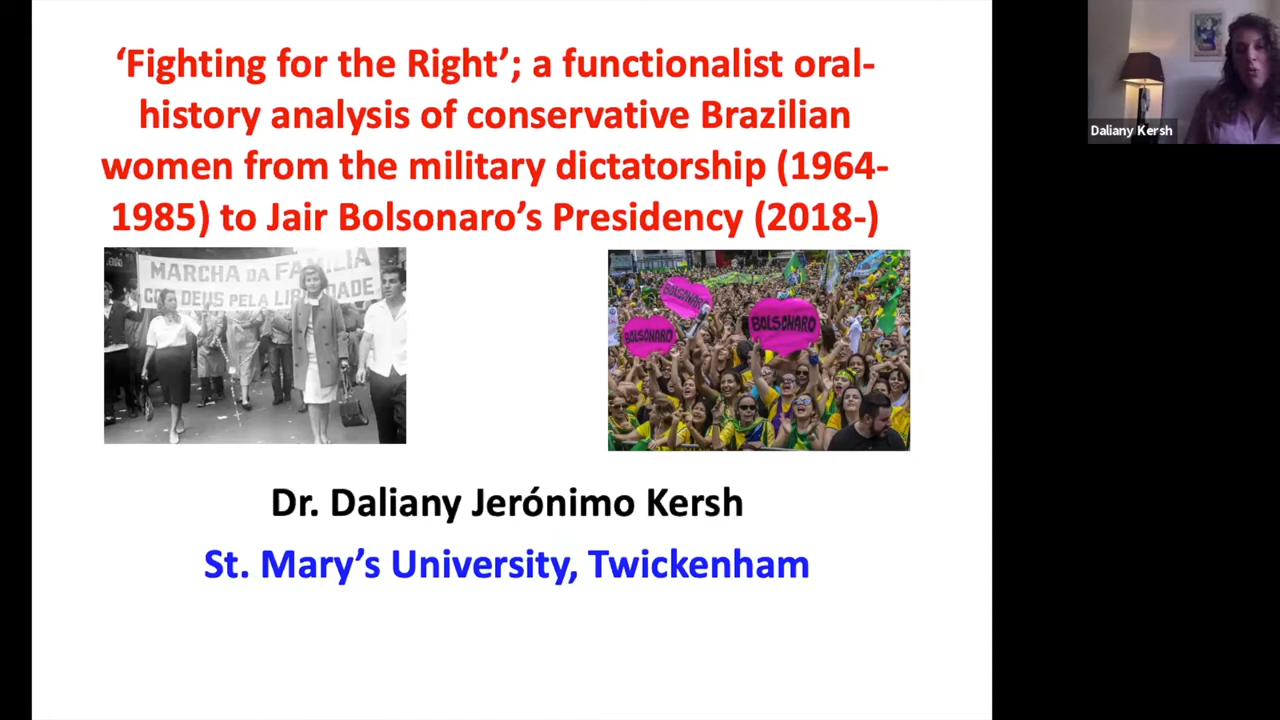 ‘Fighting for the Right’; a functionalist oral-
history analysis of conservative Brazilian
women from the military dictatorship (1964-
1985) to Jair Bolsonaro’s Presidency (2018-)
MARCHA DA FAMILIA
COM DEUS PELA LIBERDADE
BOLSONARO
BOLSONARO
BOLSONARO
Dr. Daliany Jerónimo Kersh
St. Mary’s University, Twickenham
Daliany Kersh